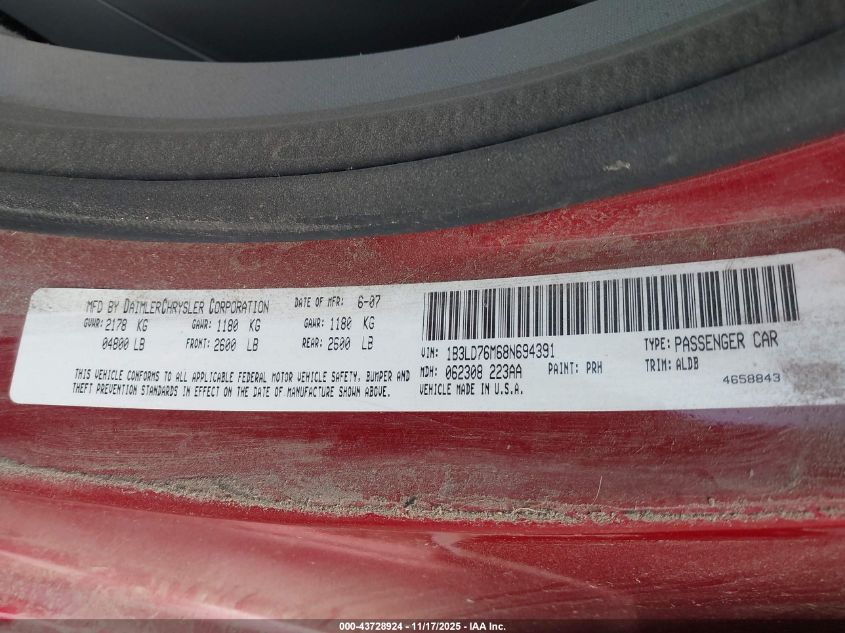 MFD BY DAIMLERCHRYSLER CORPORATION DATE OF MFR: 6-07
GVWR: 2178 KG GAWR: 1180 KG GAWR: 1180 KG
04800 LB FRONT: 2600 LB REAR: 2600 LB
THIS VEHICLE CONFORMS TO ALL APPLICABLE FEDERAL MOTOR VEHICLE SAFETY, BUMPER AND
THEFT PREVENTION STANDARDS IN EFFECT ON THE DATE OF MANUFACTURE SHOWN ABOVE.
VIN: 1B3LD76M68N694391 TYPE: PASSENGER CAR
MDH: 062308 223AA PAINT: PRH TRIM: ALDB
VEHICLE MADE IN U.S.A. 4658843
000-43728924 - 11/17/2025 - IAA Inc.